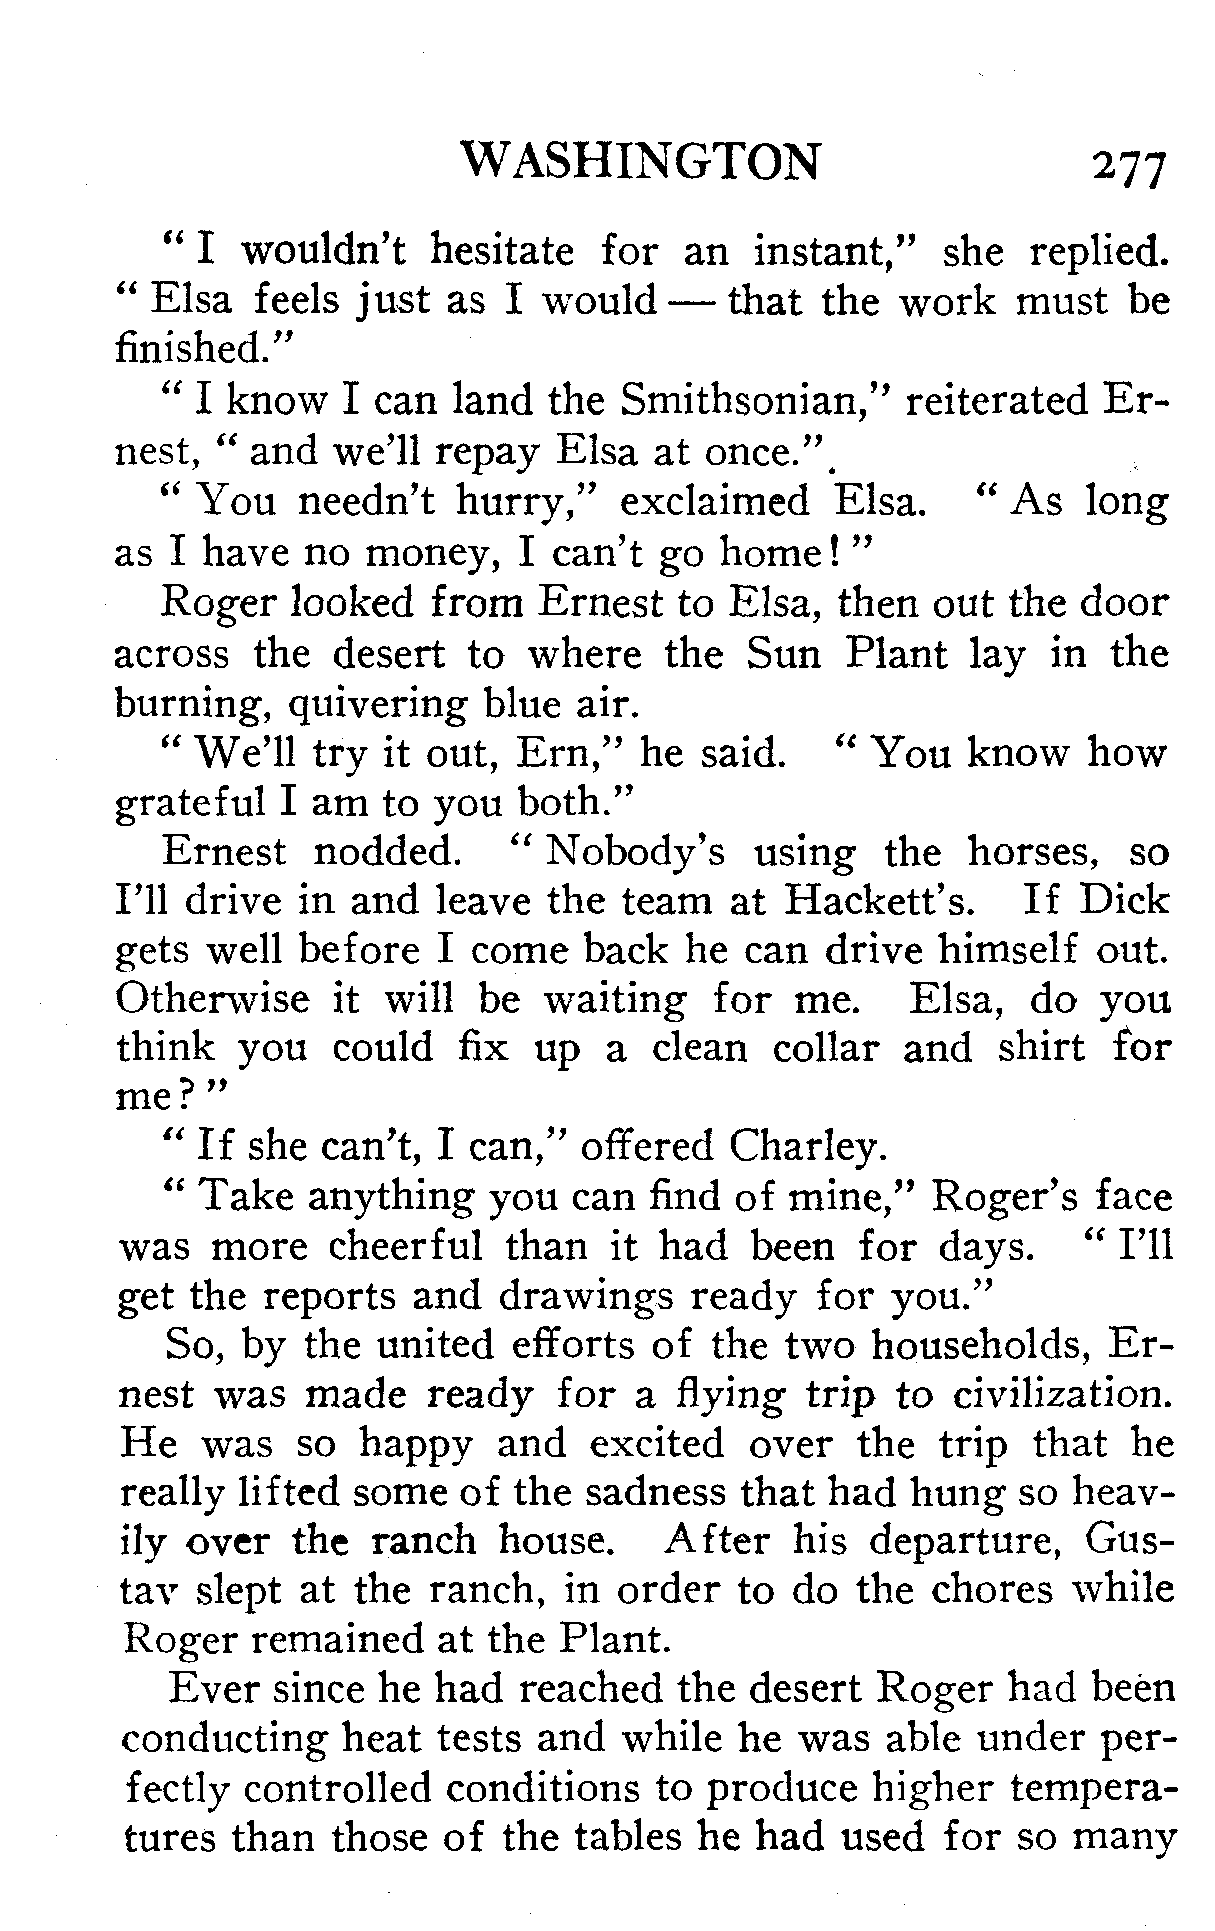 WASHINGTON 277
" I wouldn't hesitate for an instant," she replied.
" Elsa feels just as I would — that the work must be
finished."
" I know I can land the Smithsonian," reiterated Er-
nest, " and we'll repay Elsa at once."
" You needn't hurry," exclaimed Elsa. " As long
as I have no money, I can't go home! "
Roger looked from Ernest to Elsa, then out the door
across the desert to where the Sun Plant lay in the
burning, quivering blue air.
" We'll try it out, Ern," he said. " You know how
grateful I am to you both."
Ernest nodded. " Nobody's using the horses, so
I'll drive in and leave the team at Hackett's. If Dick
gets well before I come back he can drive himself out.
Otherwise it will be waiting for me. Elsa, do you
think you could fix up a clean collar and shirt for
me? "
" If she can't, I can," offered Charley.
" Take anything you can find of mine," Roger's face
was more cheerful than it had been for days. " I'll
get the reports and drawings ready for you."
So, by the united efforts of the two households, Er-
nest was made ready for a flying trip to civilization.
He was so happy and excited over the trip that he
really lifted some of the sadness that had hung so heav-
ily over the ranch house. After his departure, Gus-
tav slept at the ranch, in order to do the chores while
Roger remained at the Plant.
Ever since he had reached the desert Roger had been
conducting heat tests and while he was able under per-
fectly controlled conditions to produce higher tempera-
tures than those of the tables he had used for so many